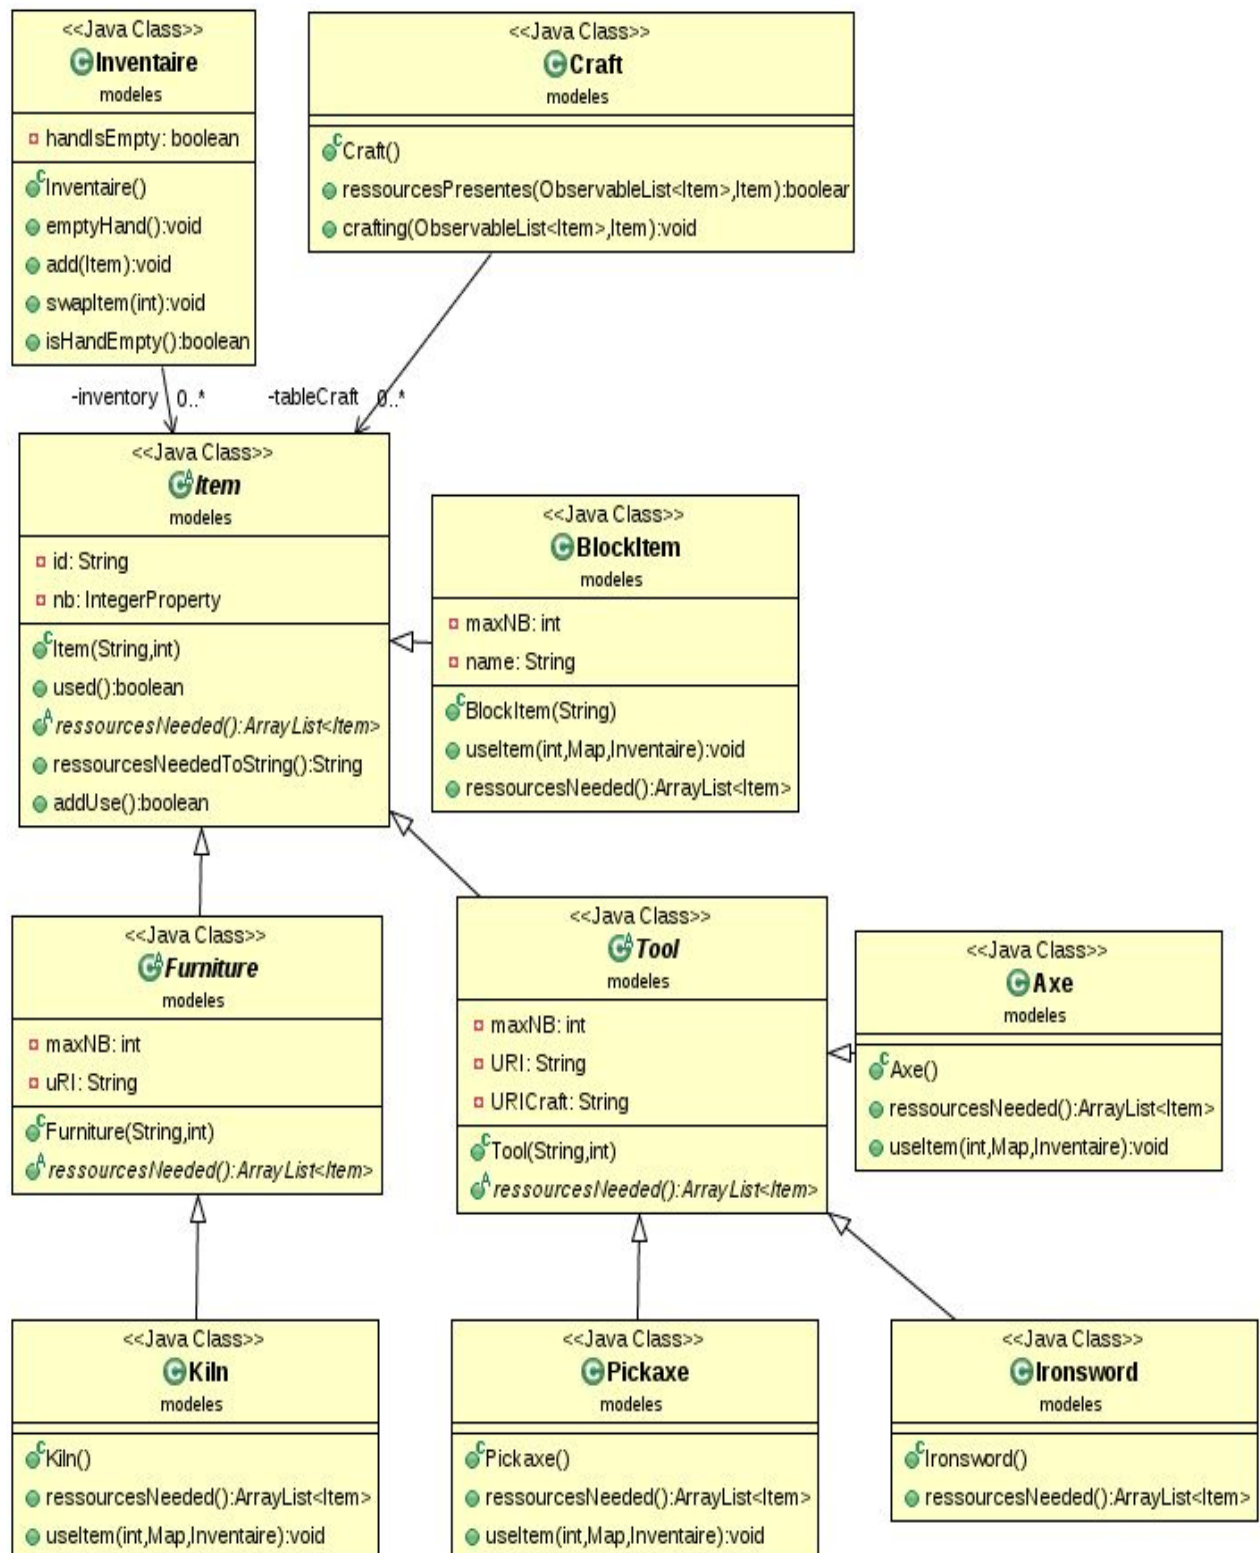 <<Java Class>>
Inventaire
modeles
handIsEmpty: boolean
Inventaire()
emptyHand():void
add(Item):void
swapItem(int):void
isHandEmpty():boolean
<<Java Class>>
Craft
modeles
Craft()
ressourcesPresentes(ObservableList<Item>,Item):boolear
crafting(ObservableList<Item>,Item):void
-inventory 0..*
-tableCraft 0..*
<<Java Class>>
Item
modeles
id: String
nb: IntegerProperty
Item(String,int)
used():boolean
ressourcesNeeded():ArrayList<Item>
ressourcesNeededToString():String
addUse():boolean
<<Java Class>>
BlockItem
modeles
maxNB: int
name: String
BlockItem(String)
useItem(int,Map,Inventaire):void
ressourcesNeeded():ArrayList<Item>
<<Java Class>>
Furniture
modeles
maxNB: int
uRI: String
Furniture(String,int)
ressourcesNeeded():ArrayList<Item>
<<Java Class>>
Tool
modeles
maxNB: int
URI: String
URICraft: String
Tool(String,int)
ressourcesNeeded():ArrayList<Item>
<<Java Class>>
Axe
modeles
Axe()
ressourcesNeeded():ArrayList<Item>
useItem(int,Map,Inventaire):void
<<Java Class>>
Kiln
modeles
Kiln()
ressourcesNeeded():ArrayList<Item>
useItem(int,Map,Inventaire):void
<<Java Class>>
Pickaxe
modeles
Pickaxe()
ressourcesNeeded():ArrayList<Item>
useItem(int,Map,Inventaire):void
<<Java Class>>
Ironsword
modeles
Ironsword()
ressourcesNeeded():ArrayList<Item>